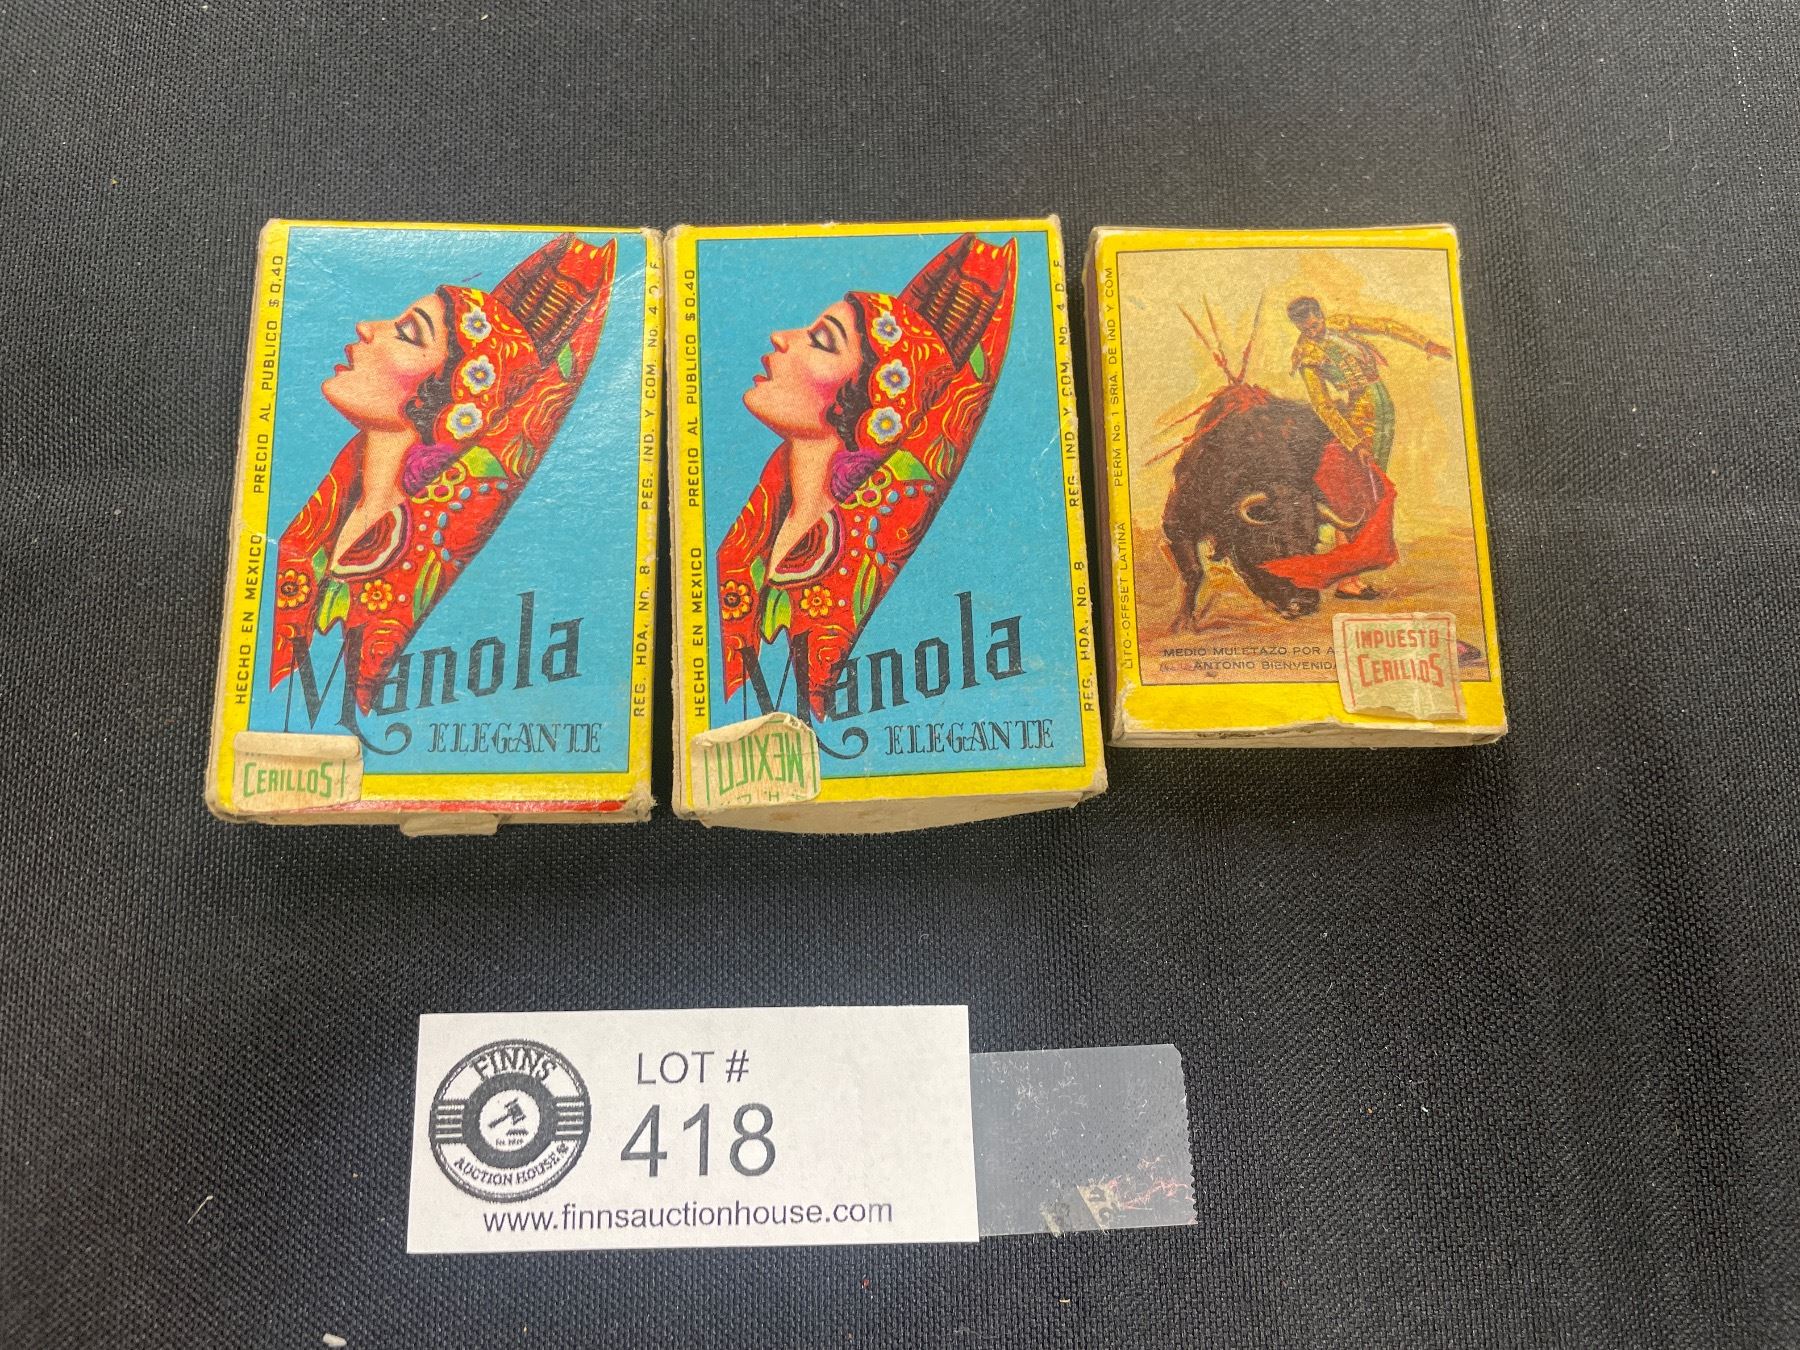 HECHO EN MEXICO PRECIO AL PUBLICO $0.40
Manola
ELEGANTE
REG. HDA. No. 8 REG. IND. Y COM. No. 4 D. F.
CERILLOS
HECHO EN MEXICO PRECIO AL PUBLICO $0.40
Manola
ELEGANTE
REG. HDA. No. 8 REG. IND Y COM. No. 4 D. F.
MEXICO
LITO-OFFSET LATINA PERM No. 1 SRIA. DE IND Y COM
MEDIO MULETAZO POR
ANTONIO BIENVENID
IMPUESTO
CERILLOS
FINNS
AUCTION HOUSE
LOT #
418
www.finnsauctionhouse.com